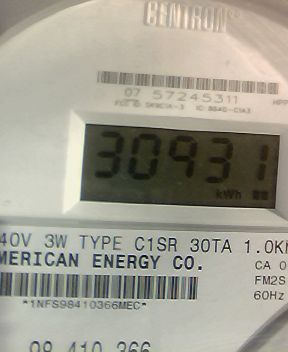 CENTRON®
07 57245311
30931
kWh
40V 3W TYPE C1SR 30TA 1.0K
MERICAN ENERGY CO.
CA 0
FM2S
60Hz
*1NFS98410366MEC*
98 410 366